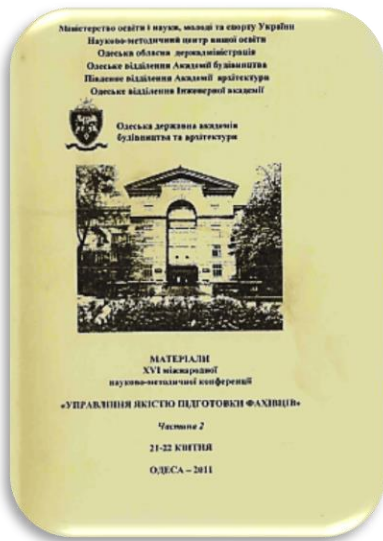 Міністерство освіти і науки, молоді та спорту України
Науково-методичний центр вищої освіти
Одеська обласна державміністрація
Одеське відділення Академії будівництва
Південне відділення Академії архітектури
Одеське відділення Інженерної академії
Одеська державна академія
будівництва та архітектури
МАТЕРІАЛИ
XVI міжнародної
науково-методичної конференції
«УПРАВЛІННЯ ЯКІСТЮ ПІДГОТОВКИ ФАХІВЦІВ»
Частина 2
21-22 КВІТНЯ
ОДЕСА – 2011